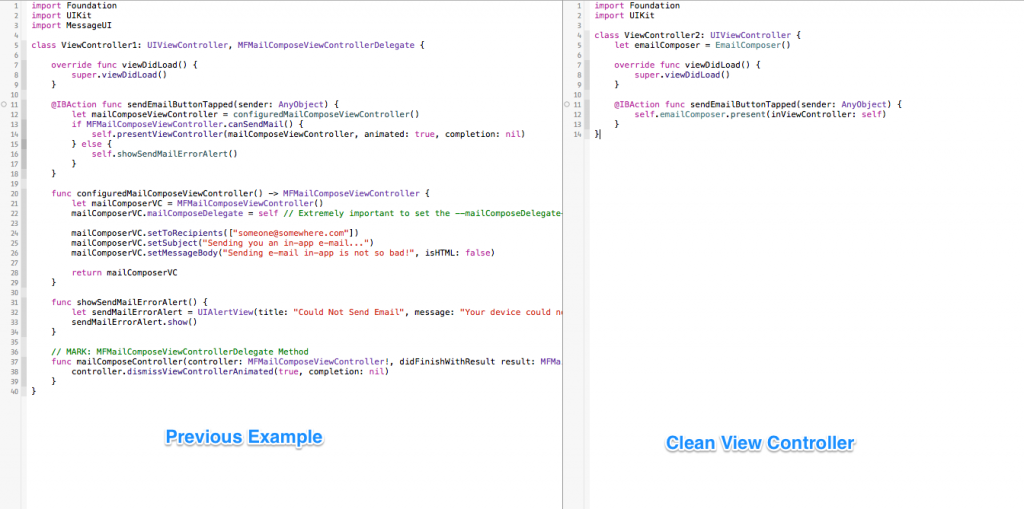 1 import Foundation
2 import UIKit
3 import MessageUI
4
5 class ViewController1: UIViewController, MFMailComposeViewControllerDelegate {
6
7 override func viewDidLoad() {
8 super.viewDidLoad()
9 }
10
11 @IBAction func sendEmailButtonTapped(sender: AnyObject) {
12 let mailComposeViewController = configuredMailComposeViewController()
13 if MFMailComposeViewController.canSendMail() {
14 self.presentViewController(mailComposeViewController, animated: true, completion: nil)
15 } else {
16 self.showSendMailErrorAlert()
17 }
18 }
19
20 func configuredMailComposeViewController() -> MFMailComposeViewController {
21 let mailComposerVC = MFMailComposeViewController()
22 mailComposerVC.mailComposeDelegate = self // Extremely important to set the --mailComposeDelegate-
23
24 mailComposerVC.setToRecipients(["someone@somewhere.com"])
25 mailComposerVC.setSubject("Sending you an in-app e-mail...")
26 mailComposerVC.setMessageBody("Sending e-mail in-app is not so bad!", isHTML: false)
27
28 return mailComposerVC
29 }
30
31 func showSendMailErrorAlert() {
32 let sendMailErrorAlert = UIAlertView(title: "Could Not Send Email", message: "Your device could n
33 sendMailErrorAlert.show()
34 }
35
36 // MARK: MFMailComposeViewControllerDelegate Method
37 func mailComposeController(controller: MFMailComposeViewController!, didFinishWithResult result: MFMa
38 controller.dismissViewControllerAnimated(true, completion: nil)
39 }
40 }
Previous Example
1 import Foundation
2 import UIKit
3
4 class ViewController2: UIViewController {
5 let emailComposer = EmailComposer()
6
7 override func viewDidLoad() {
8 super.viewDidLoad()
9 }
10
11 @IBAction func sendEmailButtonTapped(sender: AnyObject) {
12 self.emailComposer.present(inViewController: self)
13 }
14 }
Clean View Controller